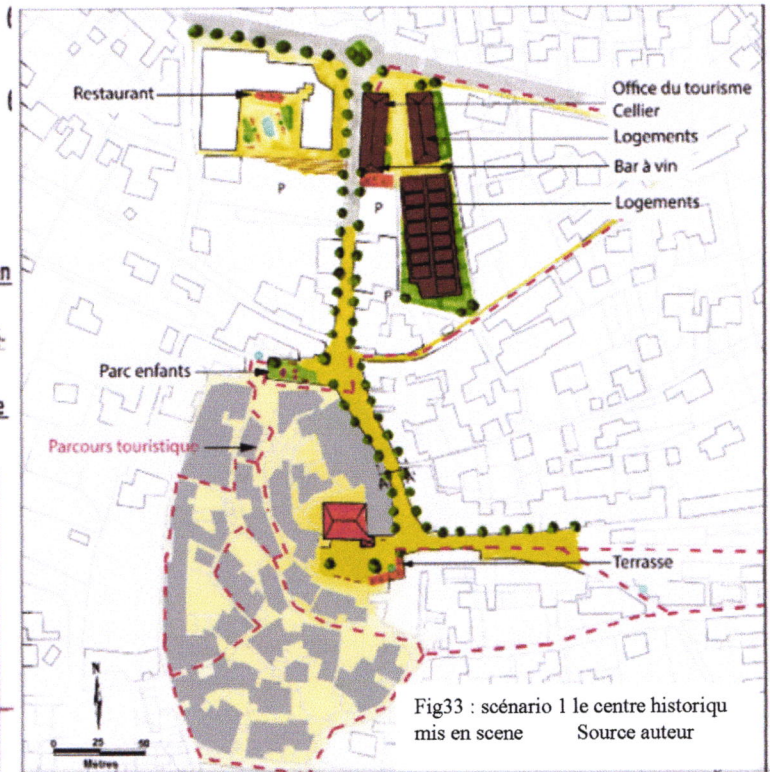 Restaurant
Office du tourisme
Cellier
Logements
Bar à vin
Logements
P
P
P
Parc enfants
Parcours touristique
Terrasse
N
0 25 50
Metres
Fig33 : scénario 1 le centre historiqu
mis en scene Source auteur
n
e